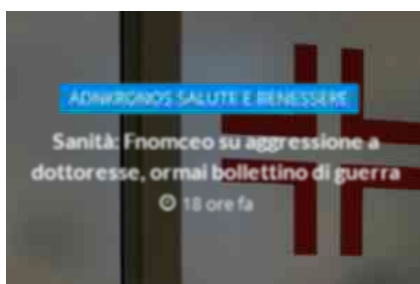 ADNKRONOS SALUTE E BENESSERE
Sanità: Fnomceo su aggressione a
dottoresse, ormai bollettino di guerra
18 ore fa